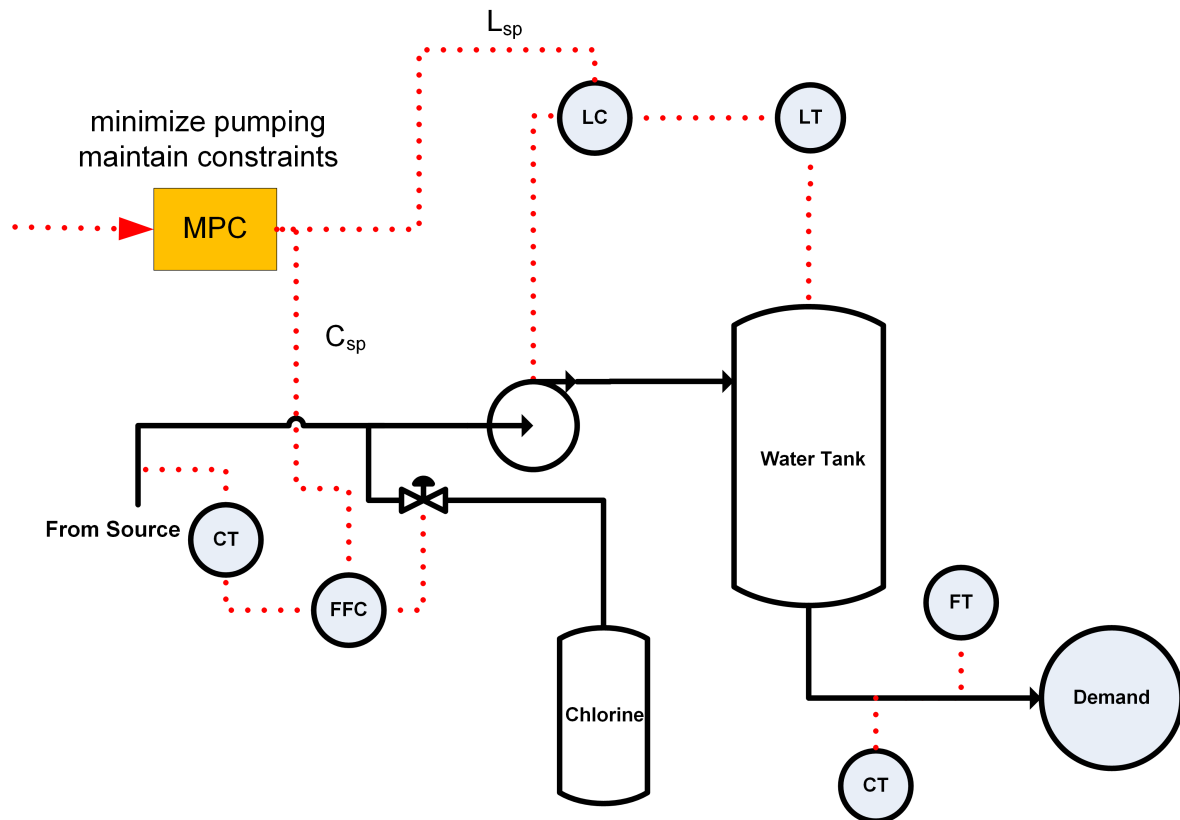 Lsp
LC
LT
minimize pumping
maintain constraints
MPC
Csp
Water Tank
From Source
CT
FFC
FT
Chlorine
Demand
CT